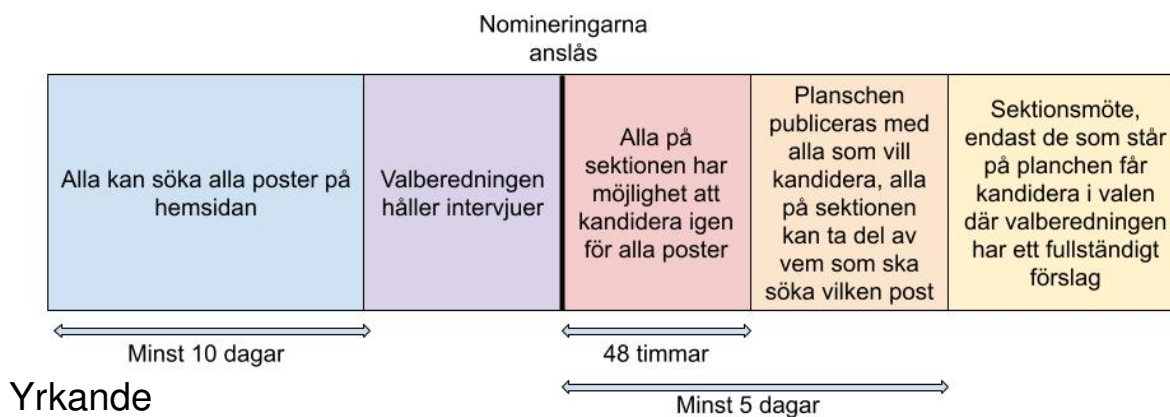 Nomineringarna
anslås
Alla kan söka alla poster på
hemsidan
Valberedningen
håller intervjuer
Alla på
sektionen har
möjlighet att
kandidera igen
för alla poster
Planschen
publiceras med
alla som vill
kandidera, alla
på sektionen
kan ta del av
vem som ska
söka vilken post
Sektionsmöte,
endast de som står
på planchen får
kandidera i valen
där valberedningen
har ett fullständigt
förslag
Minst 10 dagar
48 timmar
Minst 5 dagar
Yrkande